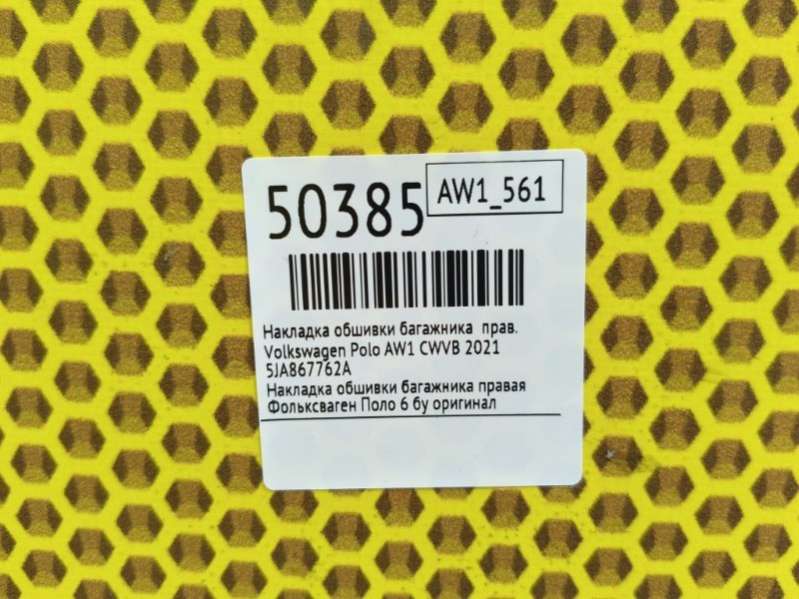 50385
AW1_561
Накладка обшивки багажника прав.
Volkswagen Polo AW1 CWVB 2021
5JA867762A
Накладка обшивки багажника правая
Фольксваген Поло 6 бу оригинал